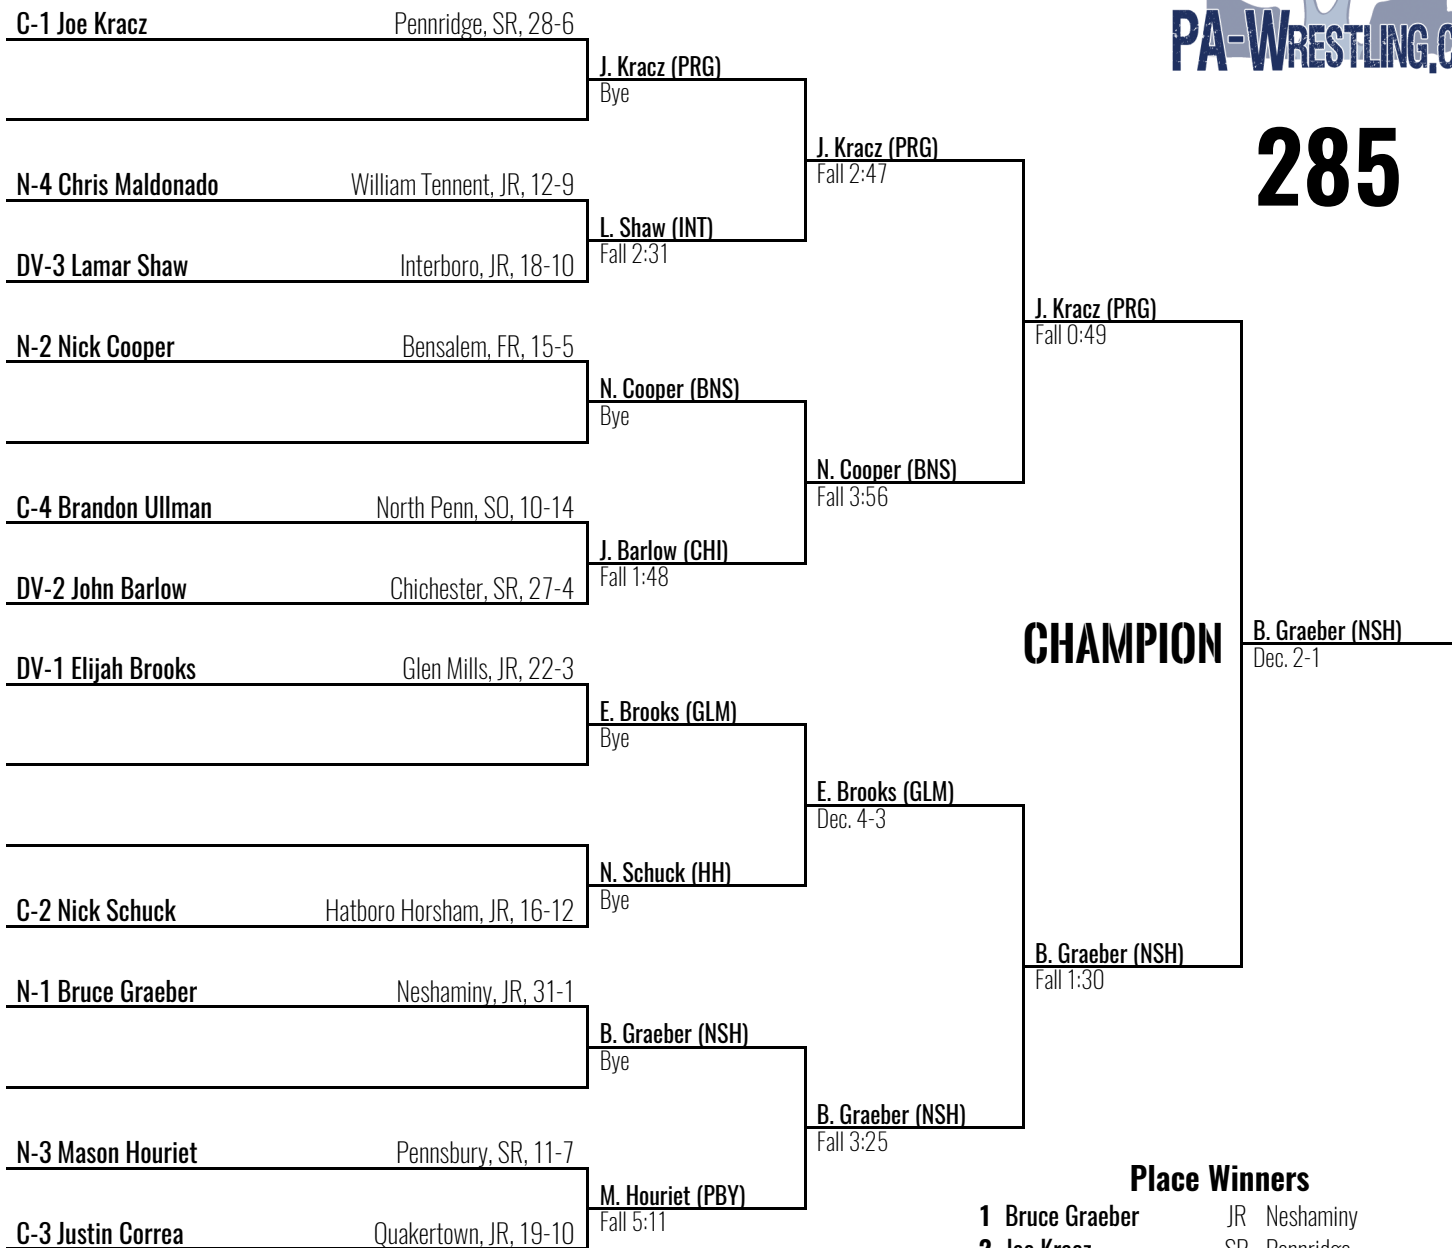 C-1 Joe Kracz Pennridge, SR, 28-6
J. Kracz (PRG)
Bye
PA-WRESTLING.C
285
J. Kracz (PRG)
Fall 2:47
N-4 Chris Maldonado William Tennent, JR, 12-9
L. Shaw (INT)
Fall 2:31
DV-3 Lamar Shaw Interboro, JR, 18-10
J. Kracz (PRG)
Fall 0:49
N-2 Nick Cooper Bensalem, FR, 15-5
N. Cooper (BNS)
Bye
N. Cooper (BNS)
Fall 3:56
C-4 Brandon Ullman North Penn, SO, 10-14
J. Barlow (CHI)
Fall 1:48
DV-2 John Barlow Chichester, SR, 27-4
CHAMPION
B. Graeber (NSH)
Dec. 2-1
DV-1 Elijah Brooks Glen Mills, JR, 22-3
E. Brooks (GLM)
Bye
E. Brooks (GLM)
Dec. 4-3
N. Schuck (HH)
Bye
C-2 Nick Schuck Hatboro Horsham, JR, 16-12
B. Graeber (NSH)
Fall 1:30
N-1 Bruce Graeber Neshaminy, JR, 31-1
B. Graeber (NSH)
Bye
B. Graeber (NSH)
Fall 3:25
N-3 Mason Houriet Pennsbury, SR, 11-7
M. Houriet (PBY)
Fall 5:11
C-3 Justin Correa Quakertown, JR, 19-10
Place Winners
1 Bruce Graeber JR Neshaminy
2 Joe Kracz SR Pennridge